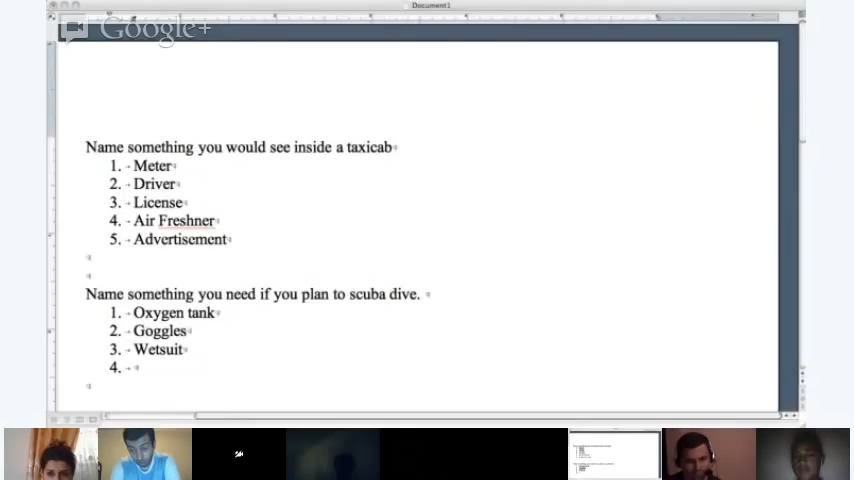 Document1
Google+
Name something you would see inside a taxicab
1. Meter
2. Driver
3. License
4. Air Freshner
5. Advertisement
Name something you need if you plan to scuba dive.
1. Oxygen tank
2. Goggles
3. Wetsuit
4.